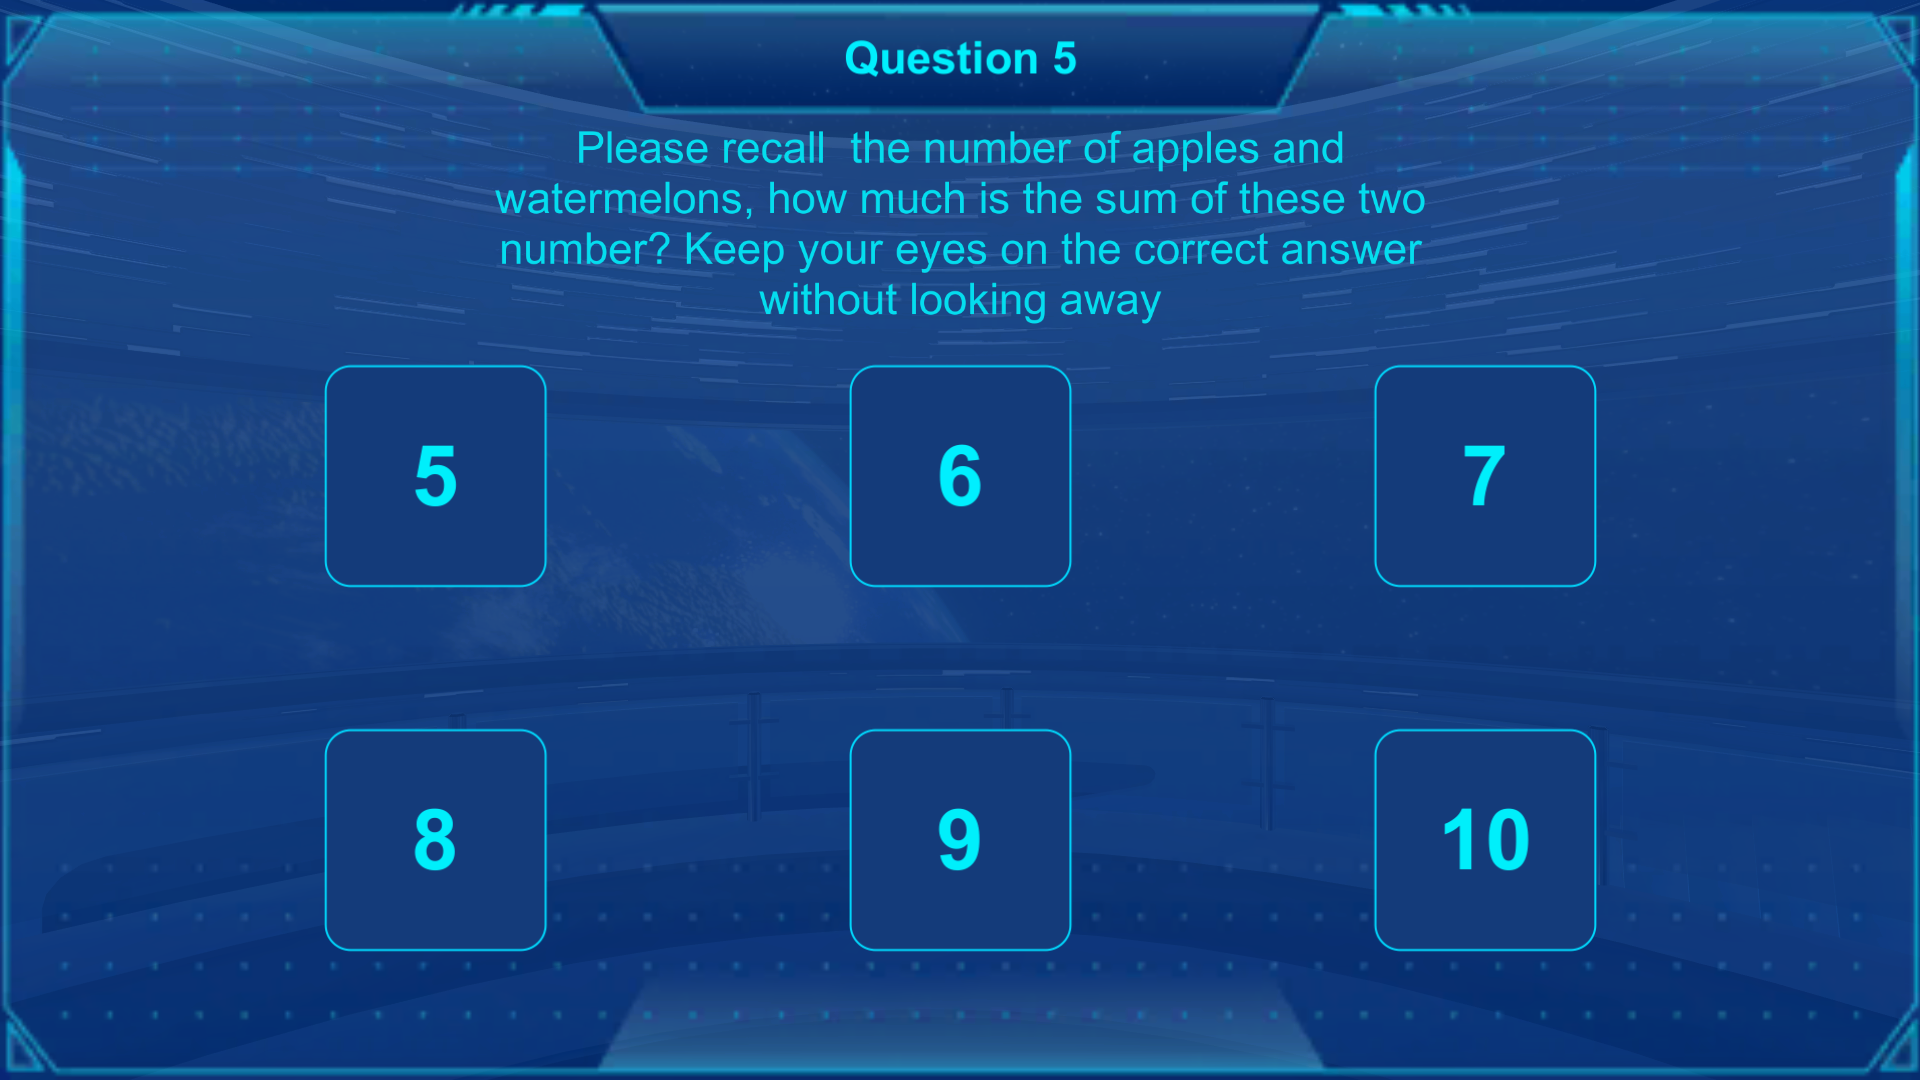 Question 5
Please recall  the number of apples and
watermelons, how much is the sum of these two
number? Keep your eyes on the correct answer
without looking away
5 6 7
8 9 10